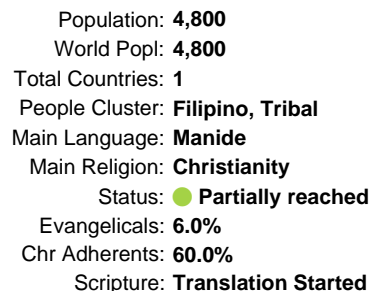 Population: 4,800
World Popl: 4,800
Total Countries: 1
People Cluster: Filipino, Tribal
Main Language: Manide
Main Religion: Christianity
Status: Partially reached
Evangelicals: 6.0%
Chr Adherents: 60.0%
Scripture: Translation Started